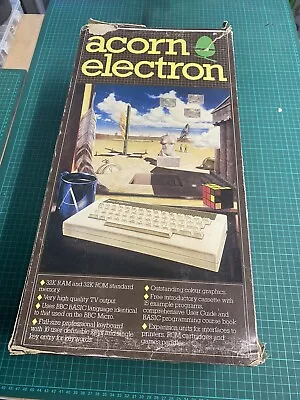 acorn
electron
32K RAM and 32K ROM standard
memory.
Very high quality TV output
Uses BBC BASIC language identical
to that used on the BBC Micro.
Full-size professional keyboard
with 10 user definable keys and single
key entry for keywords
Outstanding colour graphics.
Free introductory cassette with
15 example programs,
comprehensive User Guide and
BASIC programming course book
Expansion units for interfaces to
printers, ROM cartridges and
games paddles